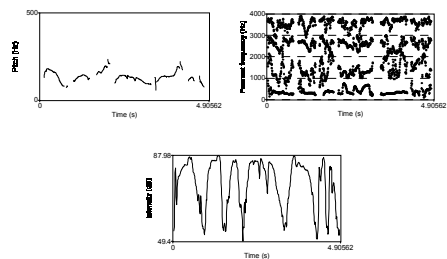 500
Pitch (Hz)
0
0
4.90562
Time (s)
4000
3000
2000
1000
0
Formant frequency (Hz)
0
4.90562
Time (s)
87.98
Intensity (dB)
49.4
0
4.90562
Time (s)